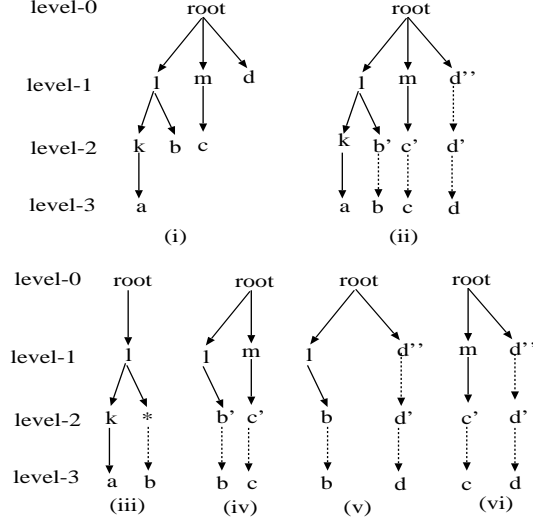 level-0 root root
level-1 l m d l m d''
level-2 k b c k b' c' d'
level-3 a a b c d
(i) (ii)
level-0 root root root root
level-1 l l m l d'' m d''
level-2 k * b' c' b d' c' d'
level-3 a b b c b d c d
(iii) (iv) (v) (vi)